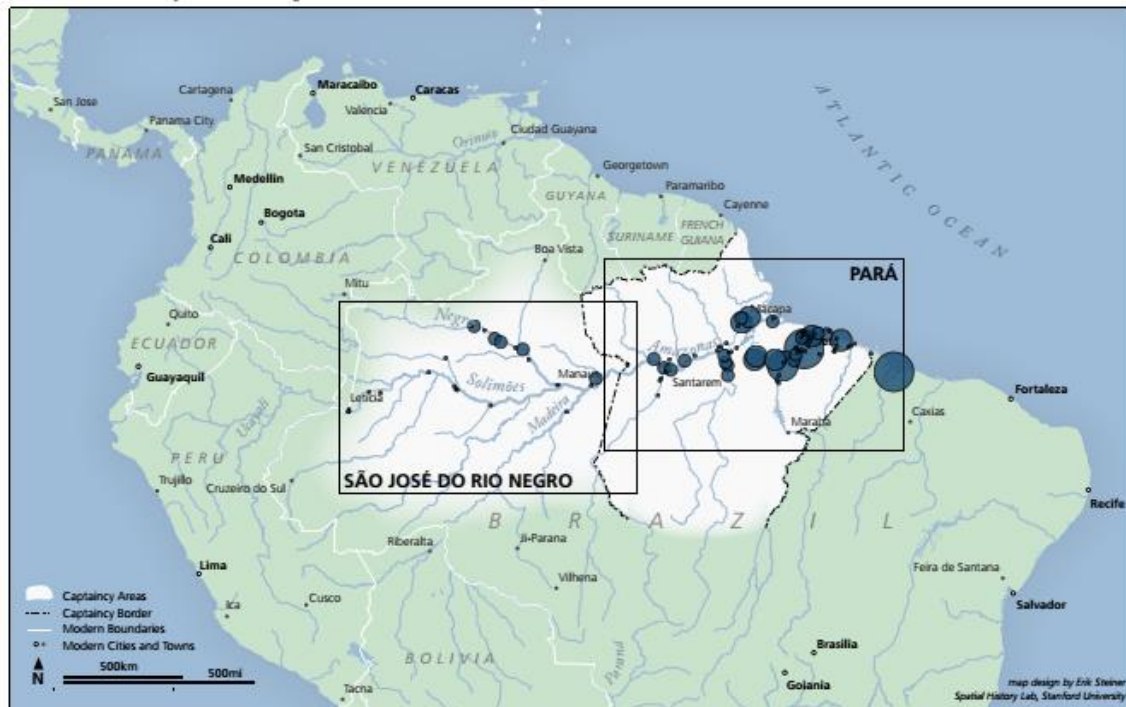 San Jose
Panama City
PANAMA
Cartagena
Maracaibo
Caracas
Valencia
Ciudad Guayana
Orinoco
San Cristobal
VENEZUELA
Georgetown
GUYANA
Paramaribo
SURINAME
Cayenne
FRENCH
GUIANA
ATLANTIC OCEAN
Medellin
Bogota
Cali
COLOMBIA
Boa Vista
Mitu
PARÁ
Macapa
Negro
Amazonas
Quito
ECUADOR
Guayaquil
Manaus
Santarem
Solimões
Leticia
Madeira
Maraba
Fortaleza
Caxias
Ucayali
PERU
Trujillo
Cruzeiro do Sul
SÃO JOSÉ DO RIO NEGRO
BRAZIL
Recife
Riberalta
Ji-Parana
Vilhena
Feira de Santana
Salvador
Lima
Ica
Cusco
BOLIVIA
Paraná
Brasilia
Goiania
Tacna
Captaincy Areas
Captaincy Border
Modern Boundaries
Modern Cities and Towns
N
500km
500mi
map design by Erik Steiner
Spatial History Lab, Stanford University